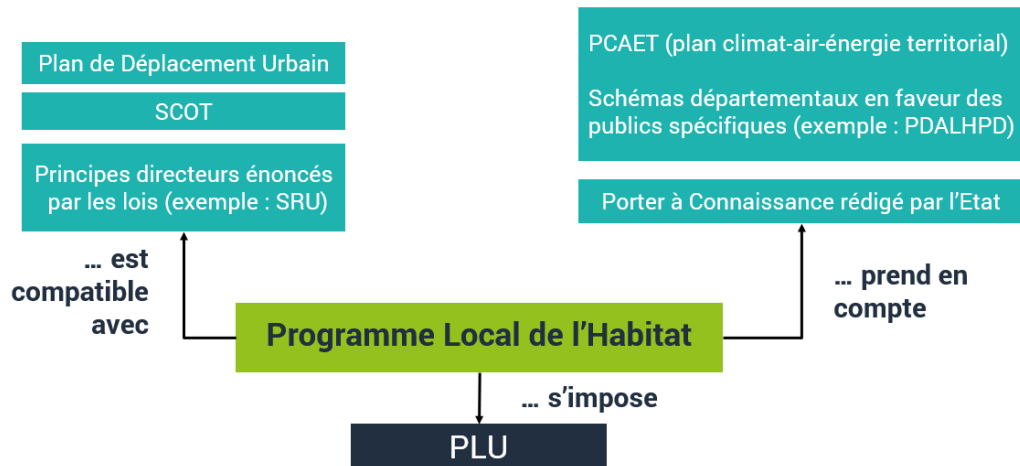 Plan de Déplacement Urbain
SCOT
Principes directeurs énoncés
par les lois (exemple : SRU)
PCAET (plan climat-air-énergie territorial)
Schémas départementaux en faveur des
publics spécifiques (exemple : PDALHPD)
Porter à Connaissance rédigé par l'Etat
... est
compatible
avec
... prend en
compte
Programme Local de l'Habitat
... s'impose
PLU